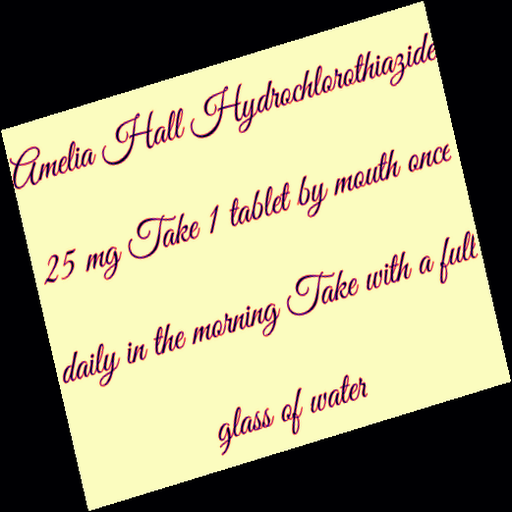 Amelia Hall Hydrochlorothiazide
25 mg Take 1 tablet by mouth once
daily in the morning Take with a full
glass of water